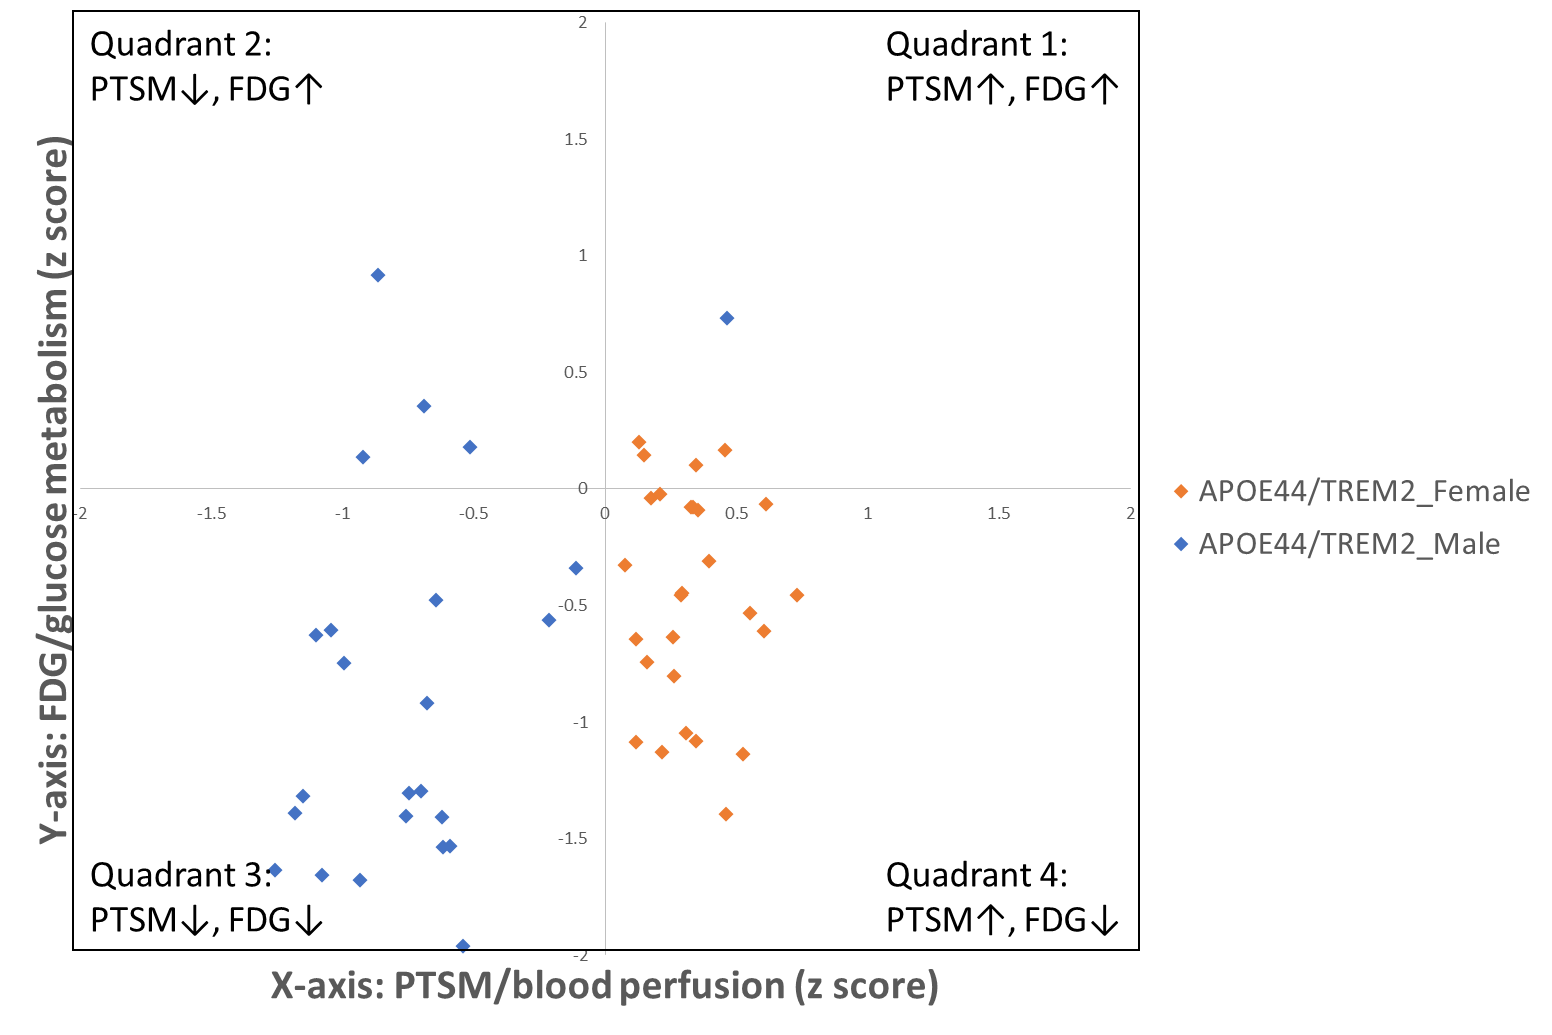 Quadrant 2:
PTSM↓, FDG↑
Quadrant 1:
PTSM↑, FDG↑
2
1.5
1
0.5
0
-0.5
-1
-1.5
-2
-2
-1.5
-1
-0.5
0
0.5
1
1.5
2
Y-axis: FDG/glucose metabolism (z score)
APOE44/TREM2_Female
APOE44/TREM2_Male
Quadrant 3:
PTSM↓, FDG↓
Quadrant 4:
PTSM↑, FDG↓
X-axis: PTSM/blood perfusion (z score)